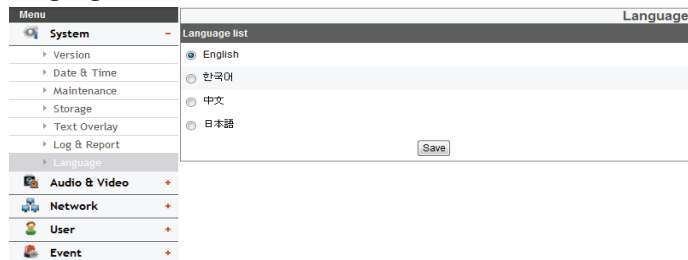 Menu
System
Version
Date & Time
Maintenance
Storage
Text Overlay
Log & Report
Language
Audio & Video
Network
User
Event
Language
Language list
English
한국어
中文
日本語
Save